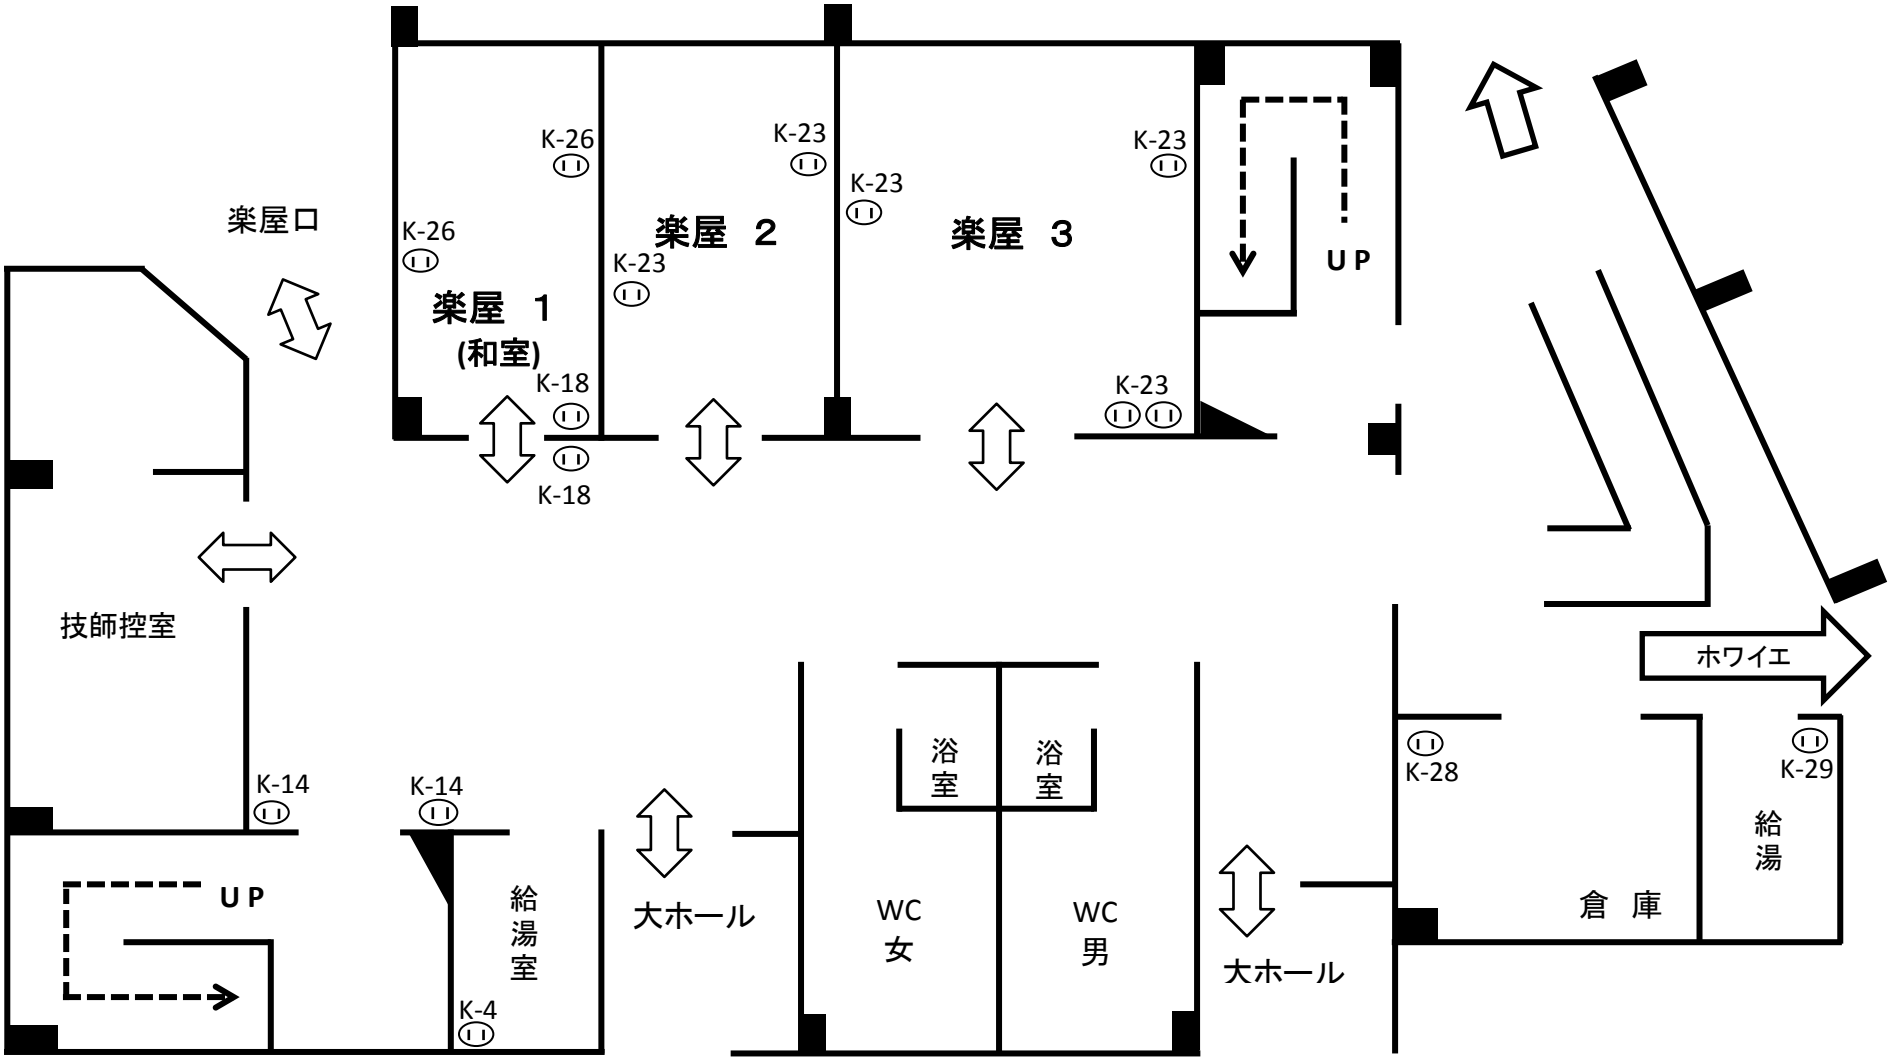 K-26
K-23
K-23
K-23
楽屋口
K-26
楽屋　２
楽屋　３
K-23
UP
楽屋　１
(和室)
K-18
K-23
K-18
技師控室
ホワイエ
浴室
浴室
K-14
K-14
K-28
K-29
給湯
UP
給湯室
大ホール
WC
女
WC
男
倉　庫
大ホール
K-4